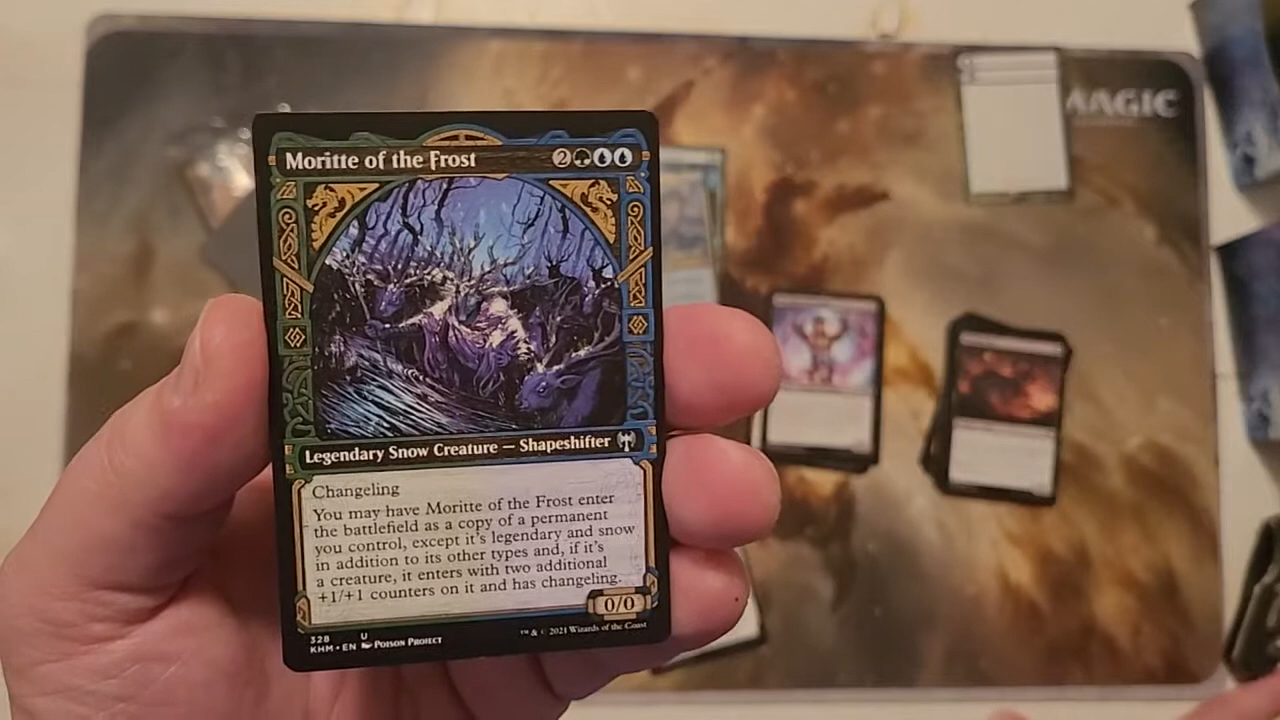 MAGIC
Moritte of the Frost 2
Legendary Snow Creature — Shapeshifter
Changeling
You may have Moritte of the Frost enter
the battlefield as a copy of a permanent
you control, except it's legendary and snow
in addition to its other types and, if it's
a creature, it enters with two additional
+1/+1 counters on it and has changeling.
0/0
328 U
KHM • EN POISON PROJECT
™ & © 2021 Wizards of the Coast